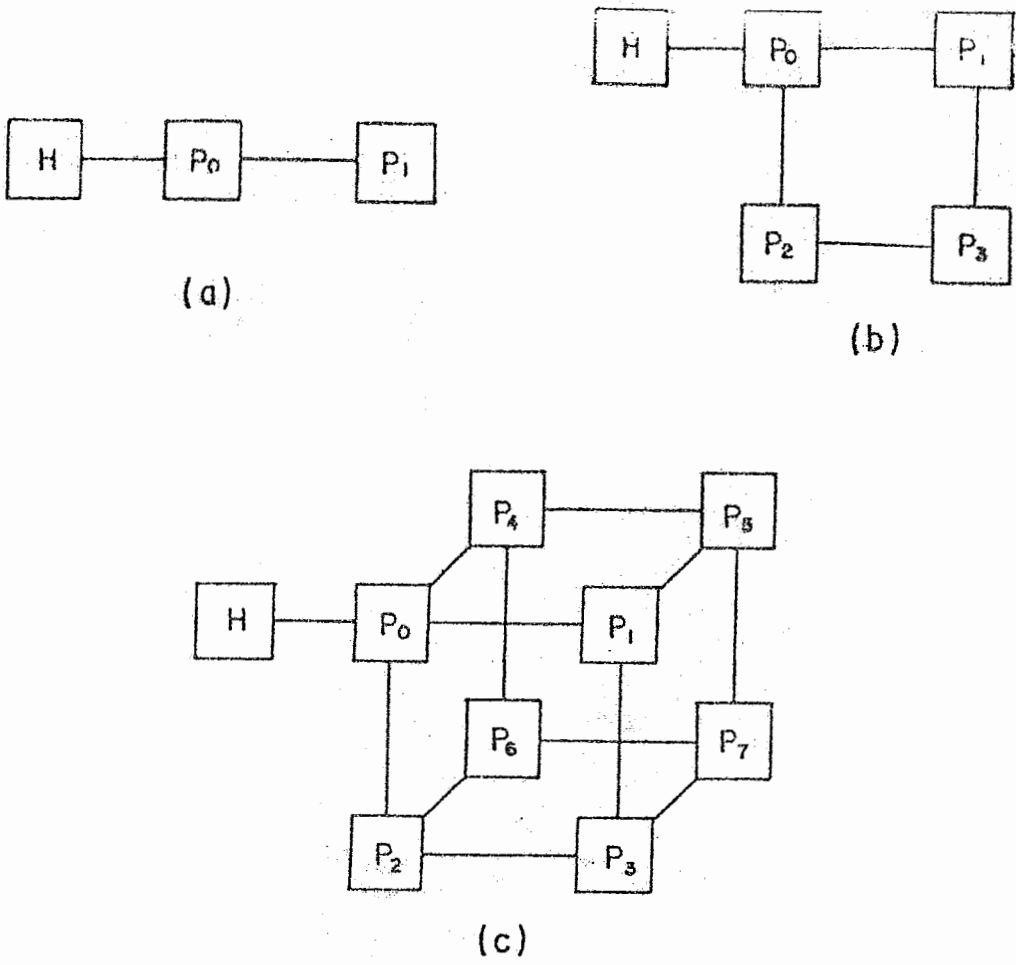 H P₀ P₁
(a)
H P₀ P₁
P₂ P₃
(b)
P₄ P₅
H P₀ P₁
P₆ P₇
P₂ P₃
(c)